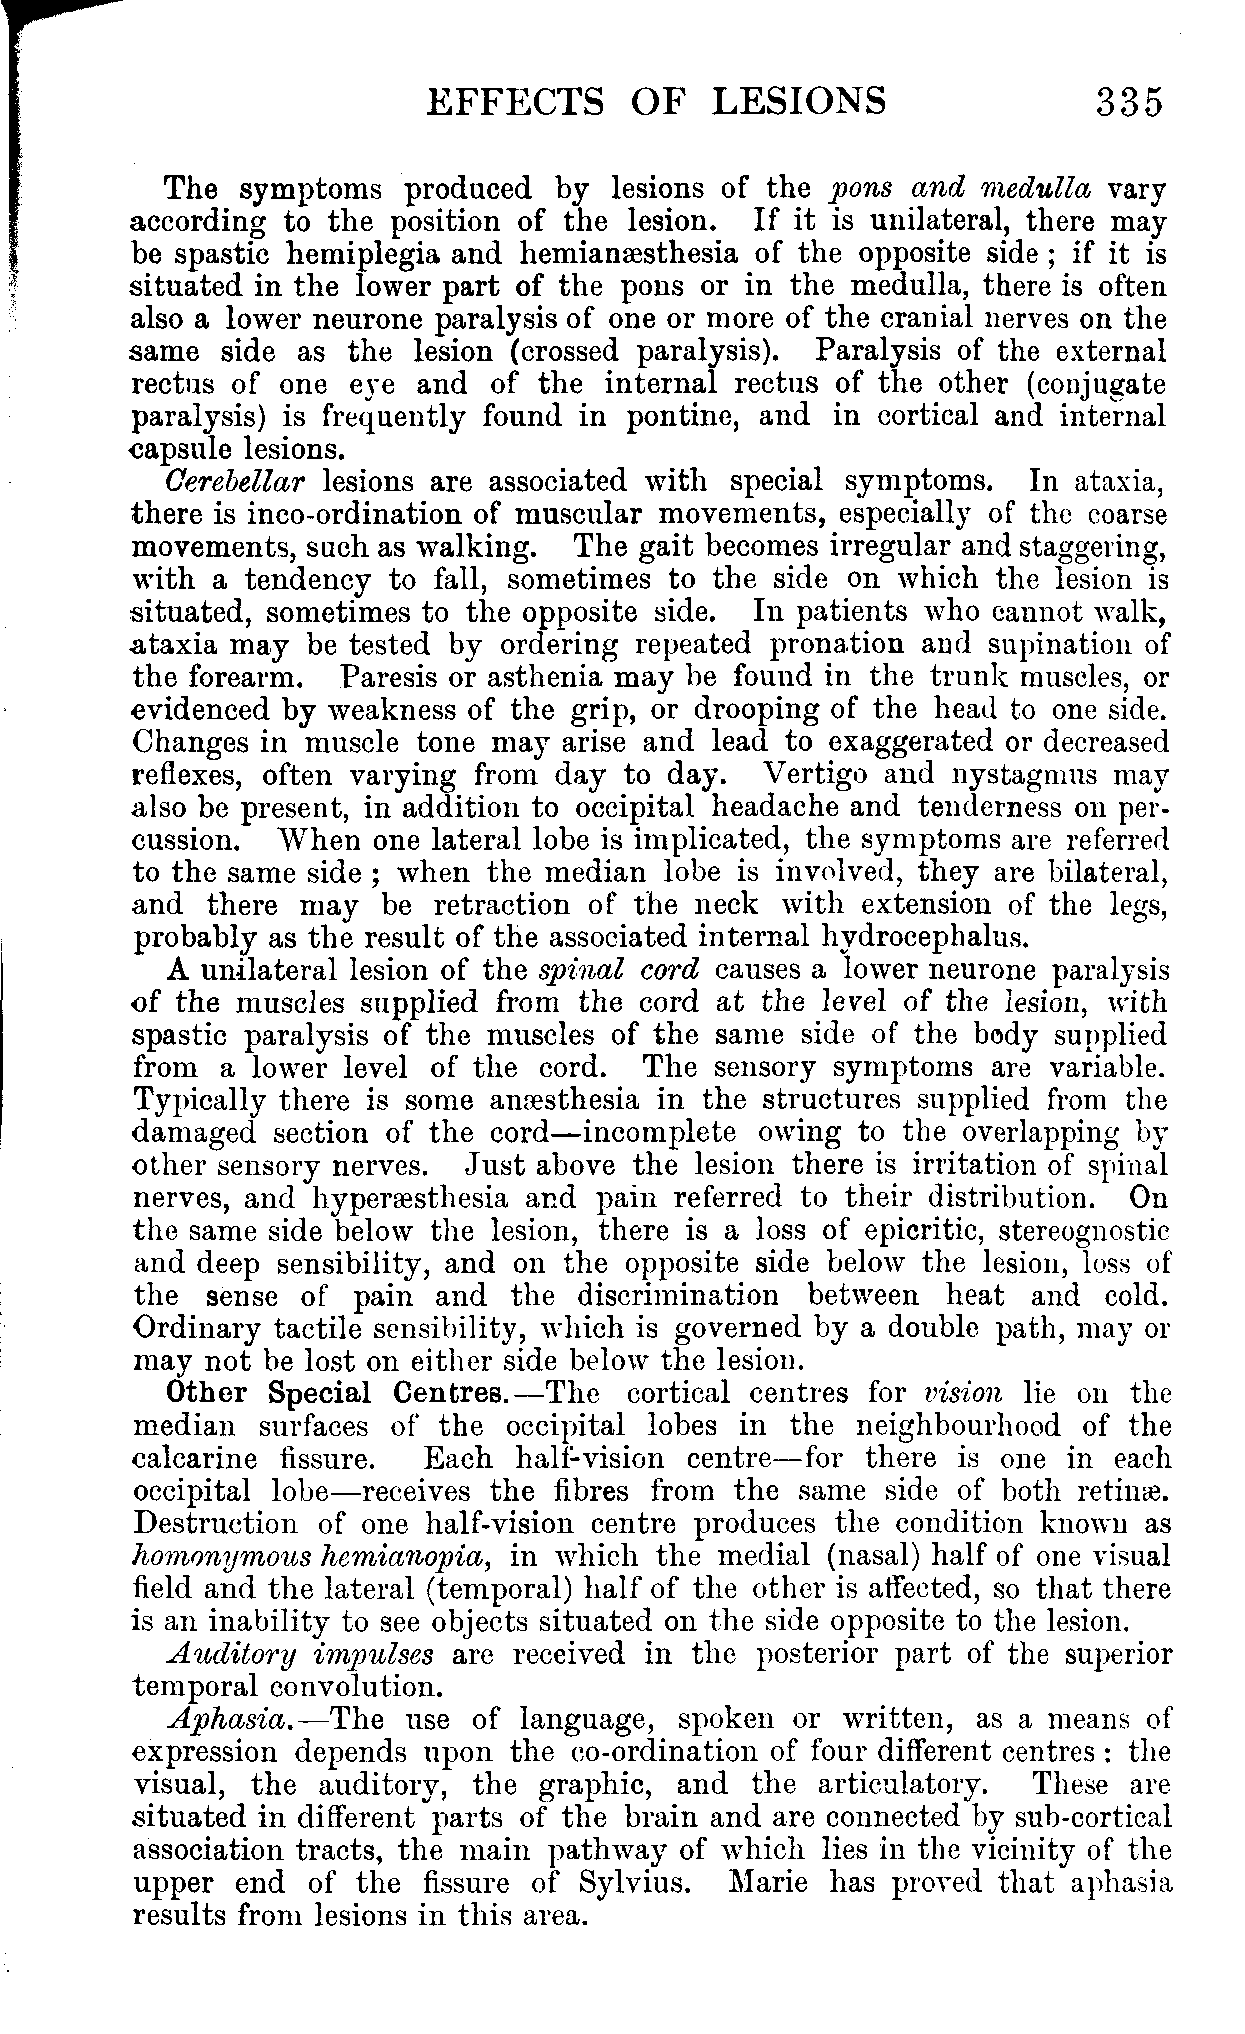 EFFECTS OF LESIONS 335
The symptoms produced by lesions of the pons and medulla vary
according to the position of the lesion. If it is unilateral, there may
be spastic hemiplegia and hemianæsthesia of the opposite side ; if it is
situated in the lower part of the pons or in the medulla, there is often
also a lower neurone paralysis of one or more of the cranial nerves on the
same side as the lesion (crossed paralysis). Paralysis of the external
rectus of one eye and of the internal rectus of the other (conjugate
paralysis) is frequently found in pontine, and in cortical and internal
capsule lesions.
Cerebellar lesions are associated with special symptoms. In ataxia,
there is inco-ordination of muscular movements, especially of the coarse
movements, such as walking. The gait becomes irregular and staggering,
with a tendency to fall, sometimes to the side on which the lesion is
situated, sometimes to the opposite side. In patients who cannot walk,
ataxia may be tested by ordering repeated pronation and supination of
the forearm. Paresis or asthenia may be found in the trunk muscles, or
evidenced by weakness of the grip, or drooping of the head to one side.
Changes in muscle tone may arise and lead to exaggerated or decreased
reflexes, often varying from day to day. Vertigo and nystagmus may
also be present, in addition to occipital headache and tenderness on per-
cussion. When one lateral lobe is implicated, the symptoms are referred
to the same side ; when the median lobe is involved, they are bilateral,
and there may be retraction of the neck with extension of the legs,
probably as the result of the associated internal hydrocephalus.
A unilateral lesion of the spinal cord causes a lower neurone paralysis
of the muscles supplied from the cord at the level of the lesion, with
spastic paralysis of the muscles of the same side of the body supplied
from a lower level of the cord. The sensory symptoms are variable.
Typically there is some anæsthesia in the structures supplied from the
damaged section of the cord—incomplete owing to the overlapping by
other sensory nerves. Just above the lesion there is irritation of spinal
nerves, and hyperæsthesia and pain referred to their distribution. On
the same side below the lesion, there is a loss of epicritic, stereognostic
and deep sensibility, and on the opposite side below the lesion, loss of
the sense of pain and the discrimination between heat and cold.
Ordinary tactile sensibility, which is governed by a double path, may or
may not be lost on either side below the lesion.
Other Special Centres.—The cortical centres for vision lie on the
median surfaces of the occipital lobes in the neighbourhood of the
calcarine fissure. Each half-vision centre—for there is one in each
occipital lobe—receives the fibres from the same side of both retinæ.
Destruction of one half-vision centre produces the condition known as
homonymous hemianopia, in which the medial (nasal) half of one visual
field and the lateral (temporal) half of the other is affected, so that there
is an inability to see objects situated on the side opposite to the lesion.
Auditory impulses are received in the posterior part of the superior
temporal convolution.
Aphasia.—The use of language, spoken or written, as a means of
expression depends upon the co-ordination of four different centres : the
visual, the auditory, the graphic, and the articulatory. These are
situated in different parts of the brain and are connected by sub-cortical
association tracts, the main pathway of which lies in the vicinity of the
upper end of the fissure of Sylvius. Marie has proved that aphasia
results from lesions in this area.